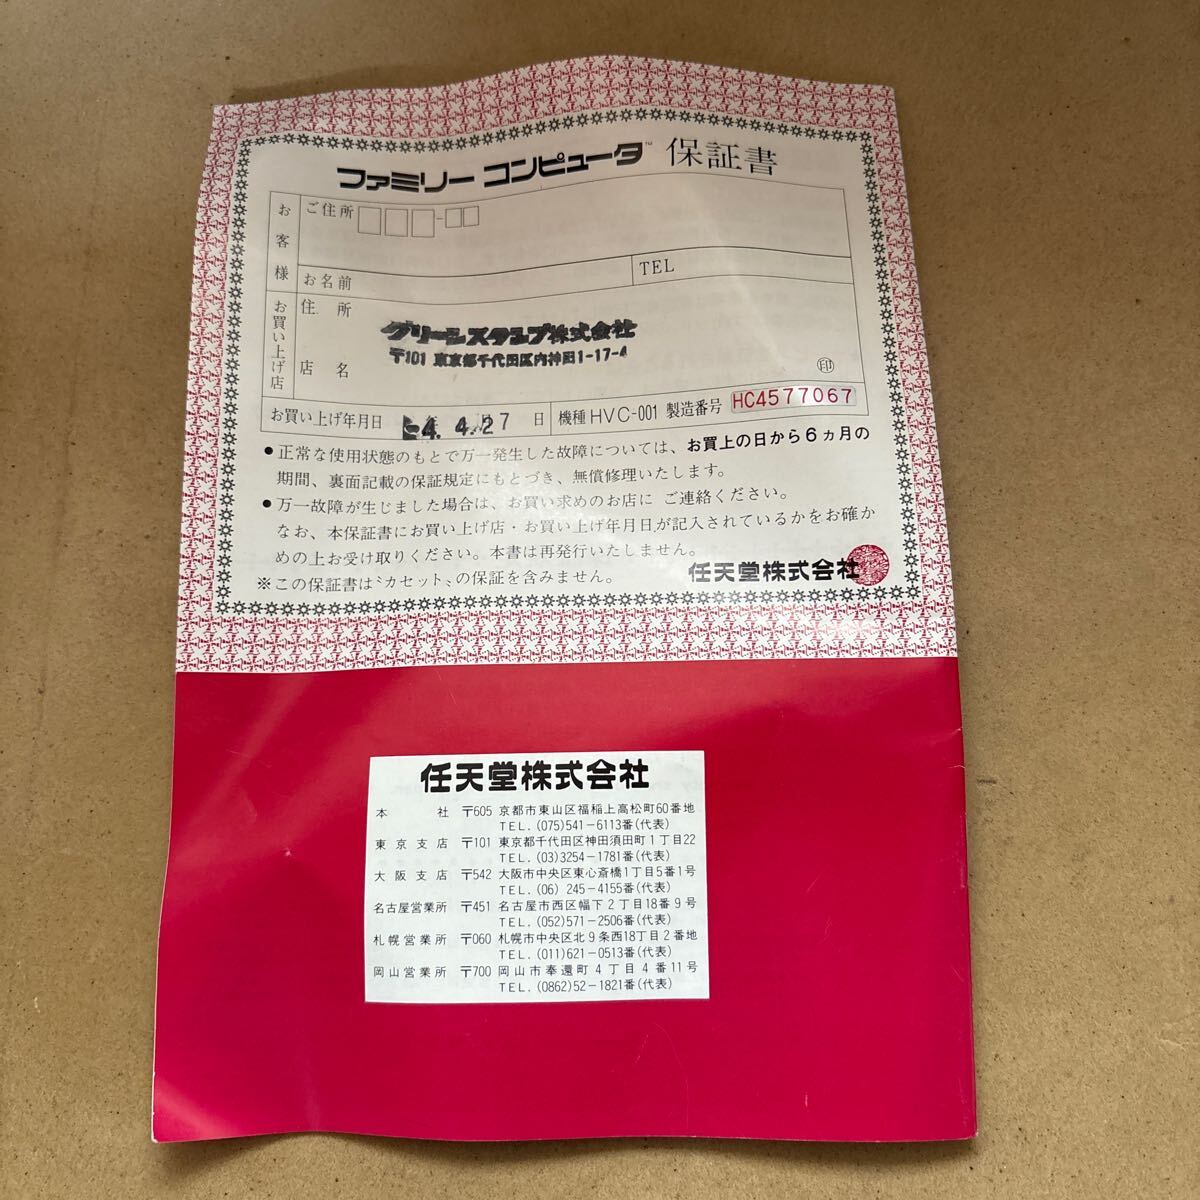 ファミリー コンピュータ™ 保証書
お客様
ご住所
お名前
TEL
お買い上げ店
住所
グリーンスタンプ株式会社
〒101 東京都千代田区内神田1-17-4
店名
印
お買い上げ年月日 4.4.27 日 機種 HVC-001 製造番号 HC4577067
●正常な使用状態のもとで万一発生した故障については、お買上の日から6ヵ月の
期間、裏面記載の保証規定にもとづき、無償修理いたします。
●万一故障が生じました場合は、お買い求めのお店に ご連絡ください。
なお、本保証書にお買い上げ店・お買い上げ年月日が記入されているかをお確か
めの上お受け取りください。本書は再発行いたしません。
※この保証書は〝カセット〟の保証を含みません。
任天堂株式会社
任天堂株式会社
本社 〒605 京都市東山区福稲上高松町60番地
TEL. (075)541-6113番(代表)
東京支店 〒101 東京都千代田区神田須田町1丁目22
TEL. (03)3254-1781番(代表)
大阪支店 〒542 大阪市中央区東心斎橋1丁目5番1号
TEL. (06) 245-4155番(代表)
名古屋営業所 〒451 名古屋市西区幅下2丁目18番9号
TEL. (052)571-2506番(代表)
札幌営業所 〒060 札幌市中央区北9条西18丁目2番地
TEL. (011)621-0513番(代表)
岡山営業所 〒700 岡山市奉還町4丁目4番11号
TEL. (0862)52-1821番(代表)